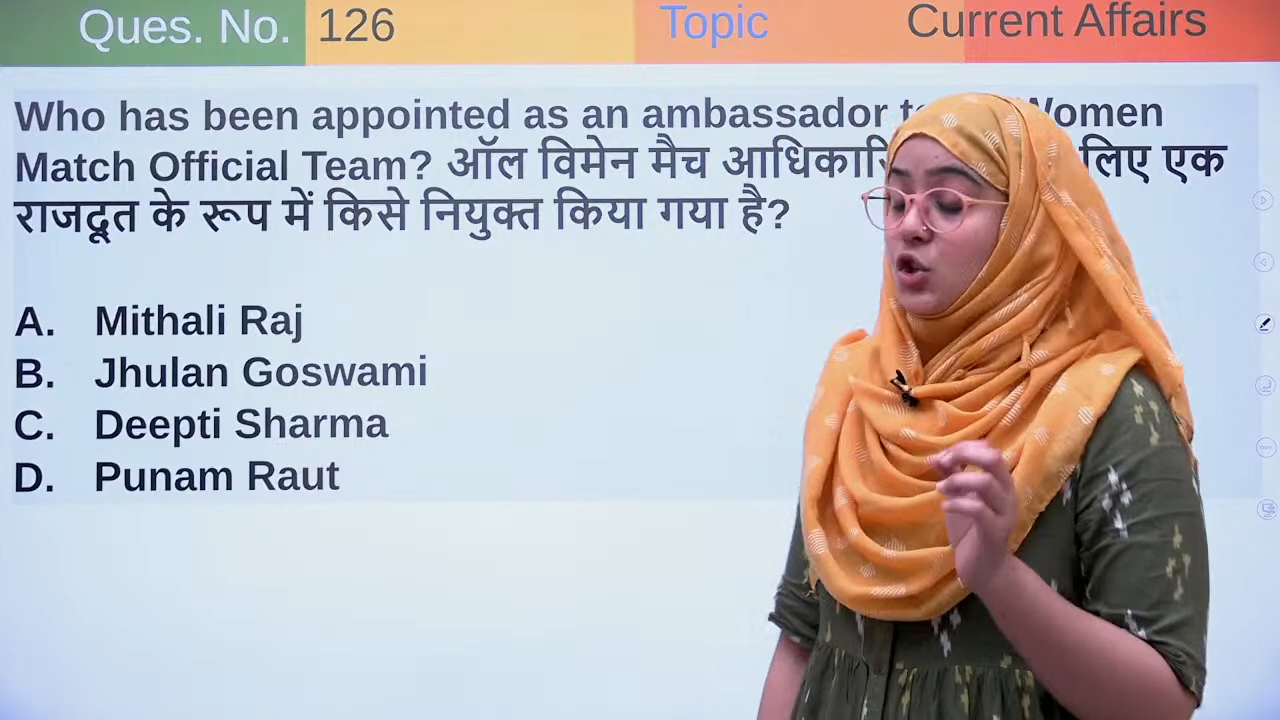 Ques. No. 126 Topic Current Affairs
Who has been appointed as an ambassador
Match Official Team? ऑल विमेन मैच लिए एक
राजदूत के रूप में किसे नियुक्त किया गया है?
A. Mithali Raj
B. Jhulan Goswami
C. Deepti Sharma
D. Punam Raut